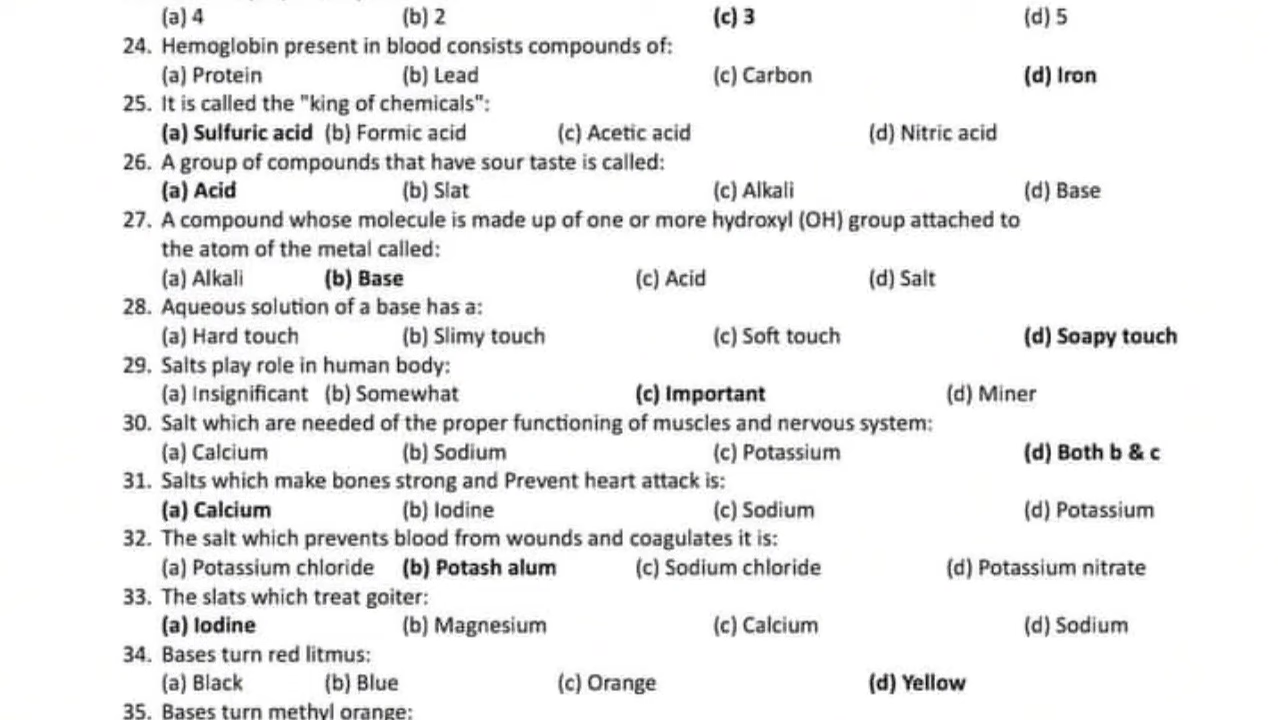 (a) 4 (b) 2 (c) 3 (d) 5
24. Hemoglobin present in blood consists compounds of:
(a) Protein (b) Lead (c) Carbon (d) Iron
25. It is called the "king of chemicals":
(a) Sulfuric acid (b) Formic acid (c) Acetic acid (d) Nitric acid
26. A group of compounds that have sour taste is called:
(a) Acid (b) Slat (c) Alkali (d) Base
27. A compound whose molecule is made up of one or more hydroxyl (OH) group attached to
the atom of the metal called:
(a) Alkali (b) Base (c) Acid (d) Salt
28. Aqueous solution of a base has a:
(a) Hard touch (b) Slimy touch (c) Soft touch (d) Soapy touch
29. Salts play role in human body:
(a) Insignificant (b) Somewhat (c) Important (d) Miner
30. Salt which are needed of the proper functioning of muscles and nervous system:
(a) Calcium (b) Sodium (c) Potassium (d) Both b & c
31. Salts which make bones strong and Prevent heart attack is:
(a) Calcium (b) Iodine (c) Sodium (d) Potassium
32. The salt which prevents blood from wounds and coagulates it is:
(a) Potassium chloride (b) Potash alum (c) Sodium chloride (d) Potassium nitrate
33. The slats which treat goiter:
(a) Iodine (b) Magnesium (c) Calcium (d) Sodium
34. Bases turn red litmus:
(a) Black (b) Blue (c) Orange (d) Yellow
35. Bases turn methyl orange: